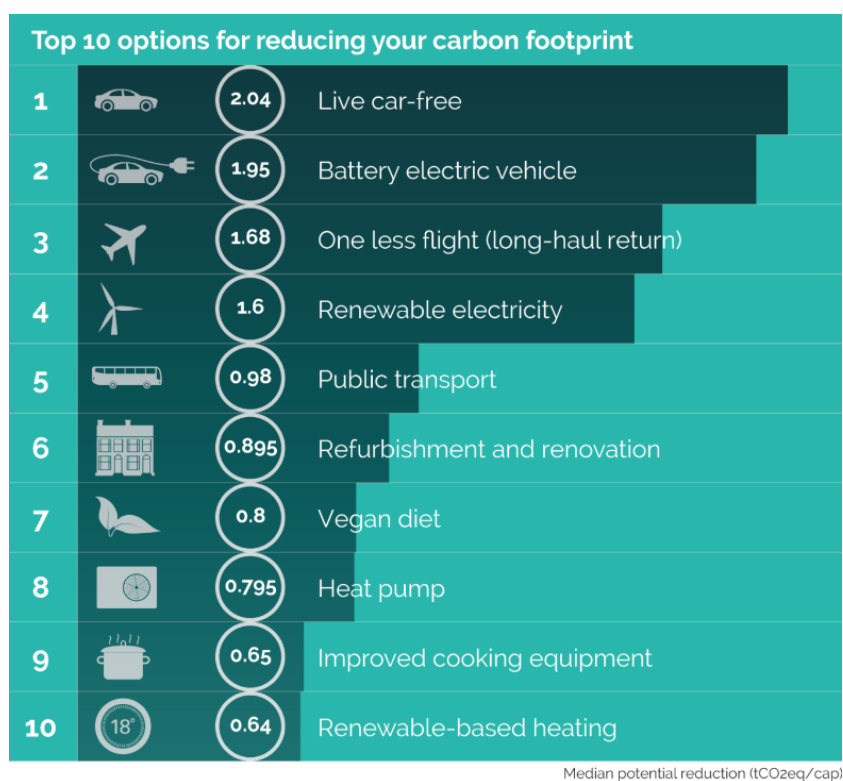 Top 10 options for reducing your carbon footprint
1 2.04 Live car-free
2 1.95 Battery electric vehicle
3 1.68 One less flight (long-haul return)
4 1.6 Renewable electricity
5 0.98 Public transport
6 0.895 Refurbishment and renovation
7 0.8 Vegan diet
8 0.795 Heat pump
9 0.65 Improved cooking equipment
10 18° 0.64 Renewable-based heating
Median potential reduction (tCO2eq/cap)